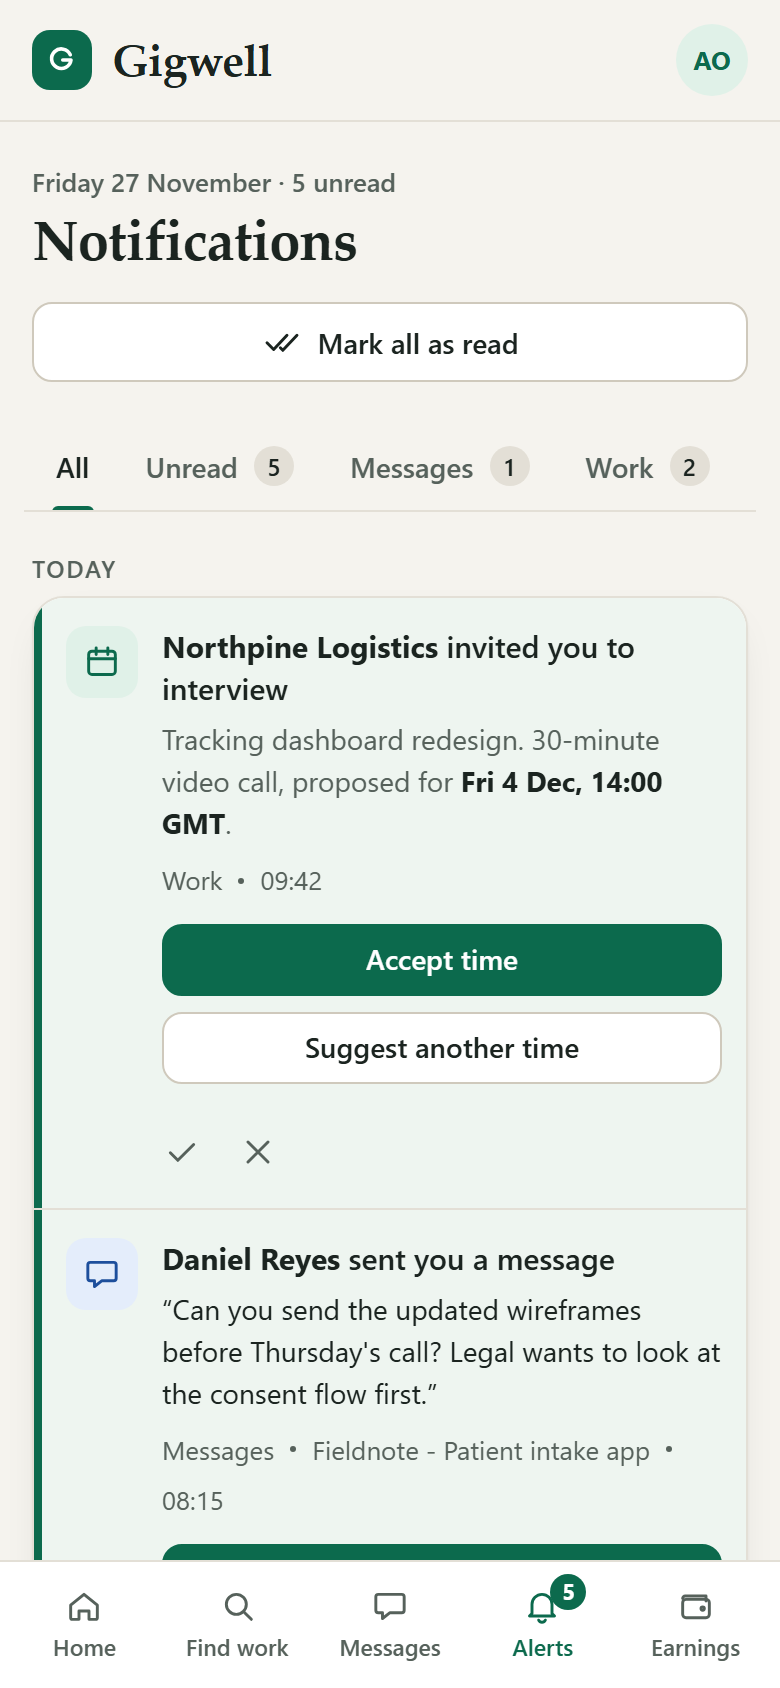 G Gigwell
AO
Friday 27 November · 5 unread
Notifications
Mark all as read
All
Unread 5
Messages 1
Work 2
TODAY
Northpine Logistics invited you to
interview
Tracking dashboard redesign. 30-minute
video call, proposed for Fri 4 Dec, 14:00
GMT.
Work • 09:42
Accept time
Suggest another time
Daniel Reyes sent you a message
“Can you send the updated wireframes
before Thursday's call? Legal wants to look at
the consent flow first.”
Messages • Fieldnote - Patient intake app •
08:15
Home
Find work
Messages
5
Alerts
Earnings